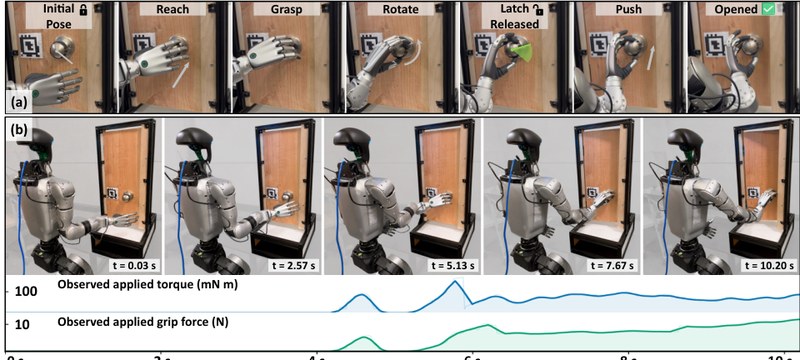 Initial
Pose
Reach
Grasp
Rotate
Latch
Released
Push
Opened
(a)
(b)
t = 0.03 s
t = 2.57 s
t = 5.13 s
t = 7.67 s
t = 10.20 s
Observed applied torque (mN m)
100
Observed applied grip force (N)
10